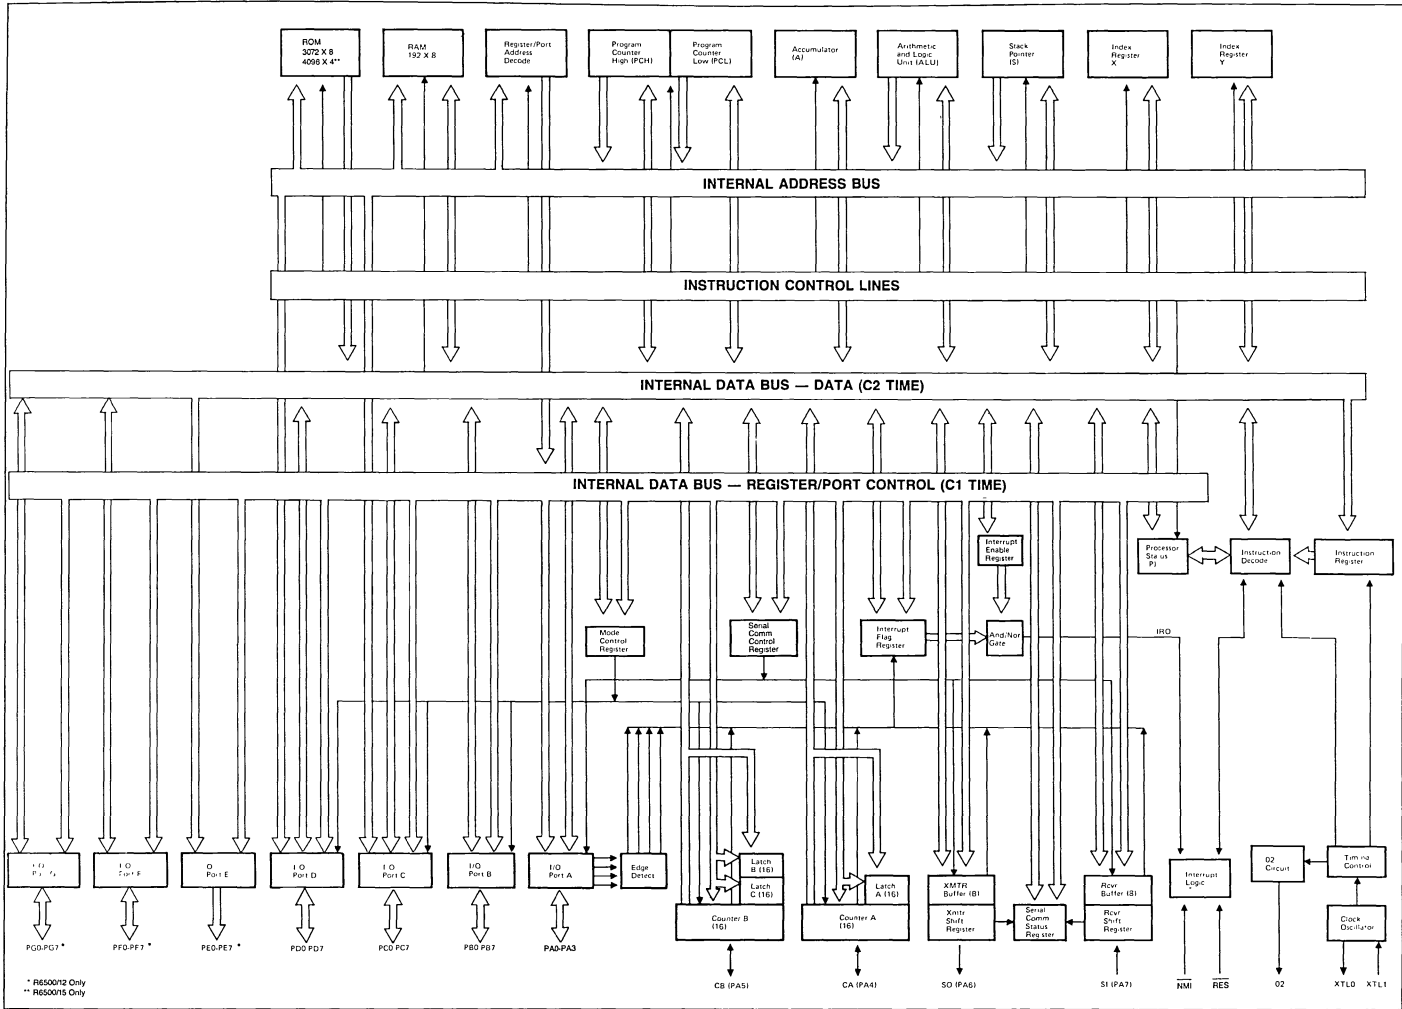 ROM
3072 X 8
4096 X 4**
RAM
192 X 8
Register/Port
Address
Decode
Program
Counter
High (PCH)
Program
Counter
Low (PCL)
Accumulator
(A)
Arithmetic
and Logic
Unit (ALU)
Stack
Pointer
(S)
Index
Register
X
Index
Register
Y
INTERNAL ADDRESS BUS
INSTRUCTION CONTROL LINES
INTERNAL DATA BUS — DATA (C2 TIME)
INTERNAL DATA BUS — REGISTER/PORT CONTROL (C1 TIME)
Interrupt
Enable
Register
Processor
Status
P)
Instruction
Decode
Instruction
Register
Mode
Control
Register
Serial
Comm
Control
Register
Interrupt
Flag
Register
And/Nor
Gate
IRO
I/O
Port D
I/O
Port C
I/O
Port B
I/O
Port A
Port E
Edge
Detect
Latch
B (16)
Latch
C (16)
Counter B
(16)
Latch
A (16)
Counter A
(16)
XMTR
Buffer (8)
Xmtr
Shift
Register
Serial
Comm
Status
Register
Rcvr
Buffer (8)
Rcvr
Shift
Register
Interrupt
Logic
02
Circuit
Timing
Control
Clock
Oscillator
PG0-PG7 *
PF0-PF7 *
PE0-PE7 *
PD0 PD7
PC0 PC7
PB0 PB7
PA0-PA3
CB (PA5)
CA (PA4)
SO (PA6)
SI (PA7)
NMI
RES
02
XTL0
XTL1
* R6500/12 Only
** R6500/15 Only